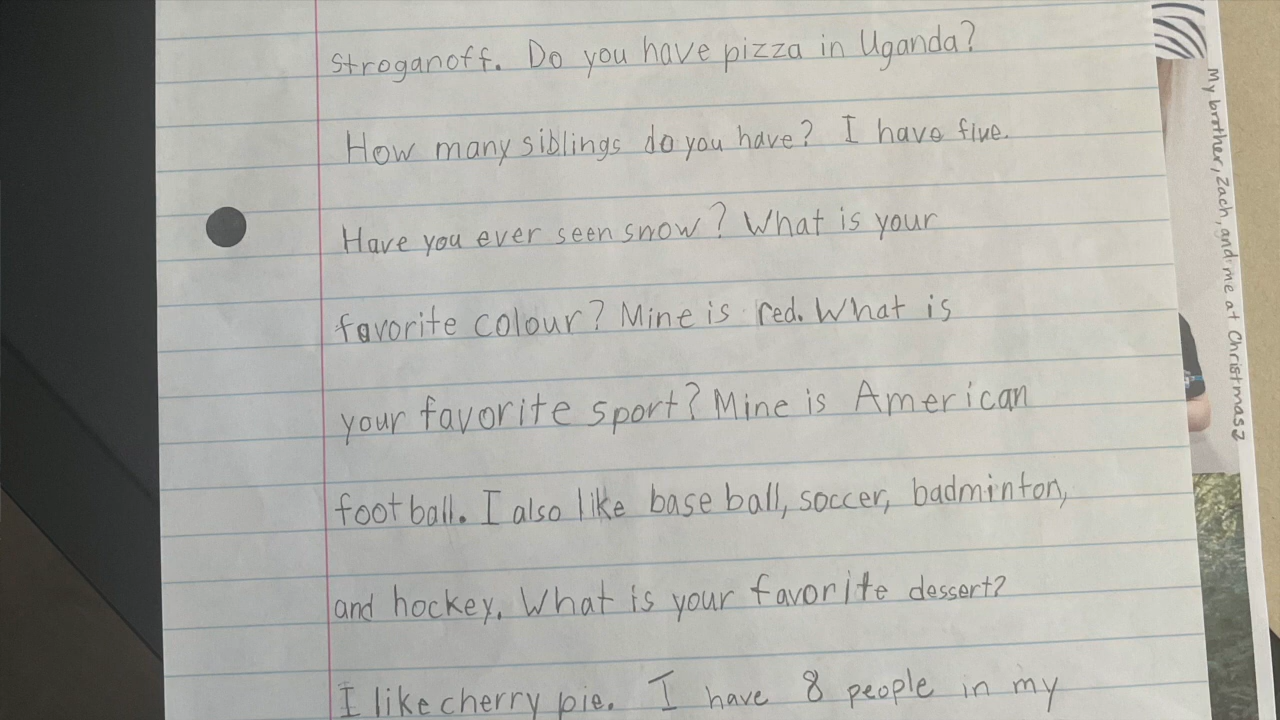 Stroganoff. Do you have pizza in Uganda?
How many siblings do you have? I have five.
Have you ever seen snow? What is your
favorite colour? Mine is red. What is
your favorite sport? Mine is American
football. I also like baseball, soccer, badminton,
and hockey. What is your favorite dessert?
I like cherry pie. I have 8 people in my
My brother, Zach, and me at Christmas 2